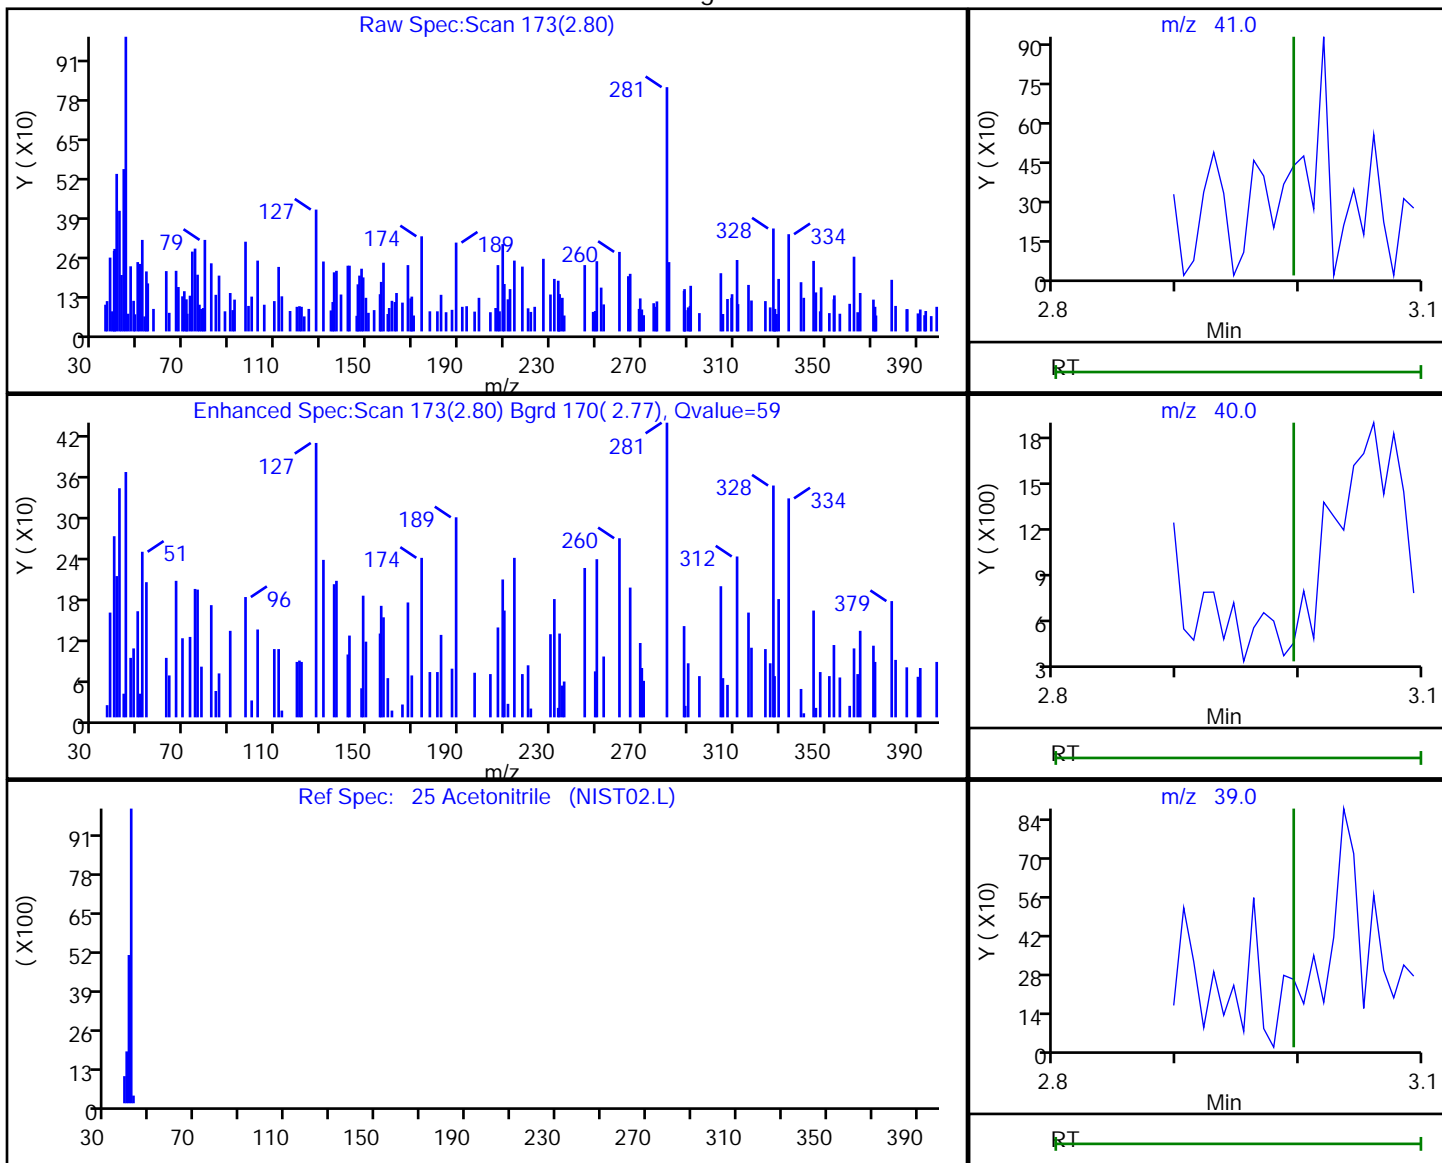 Raw Spec:Scan 173(2.80)
Y ( X10)
91
78
65
52
39
26
13
0
281
127
79
174
189
260
328
334
30 70 110 150 190 230 270 310 350 390
m/z
m/z 41.0
Y ( X10)
90
75
60
45
30
15
0
2.8 3.1
Min
RT
Enhanced Spec:Scan 173(2.80) Bgrd 170( 2.77), Qvalue=59
Y ( X10)
42
36
30
24
18
12
6
0
281
127
328
334
189
51
174
260
312
96
379
30 70 110 150 190 230 270 310 350 390
m/z
m/z 40.0
Y ( X100)
18
15
12
9
6
3
2.8 3.1
Min
RT
Ref Spec: 25 Acetonitrile (NIST02.L)
( X100)
91
78
65
52
39
26
13
0
30 70 110 150 190 230 270 310 350 390
m/z 39.0
Y ( X10)
84
70
56
42
28
14
0
2.8 3.1
Min
RT